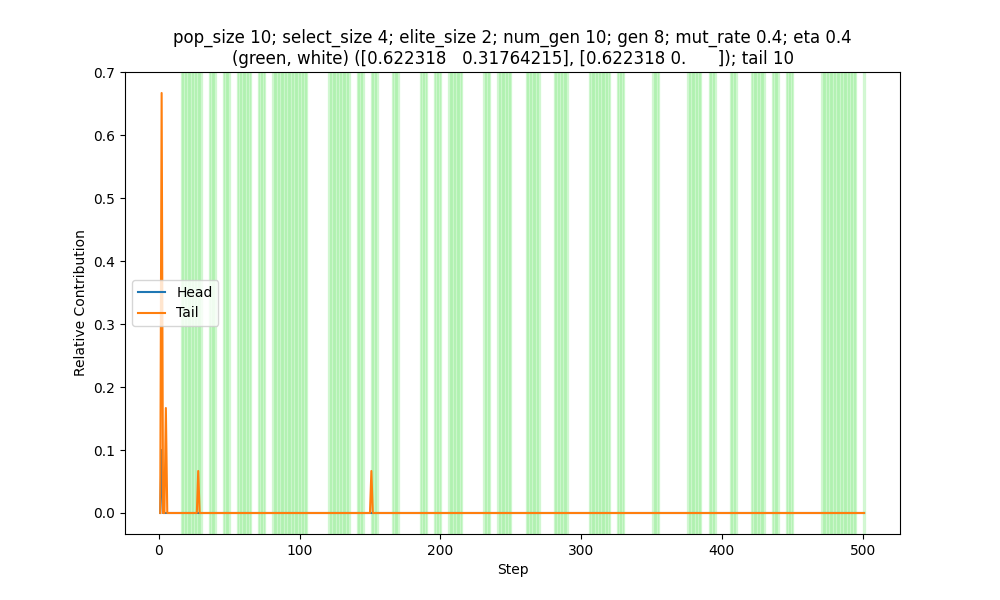 pop_size 10; select_size 4; elite_size 2; num_gen 10; gen 8; mut_rate 0.4; eta 0.4
(green, white) ([0.622318   0.31764215], [0.622318 0.      ]); tail 10
0.7
0.6
0.5
0.4
0.3
0.2
0.1
0.0
Relative Contribution
Head
Tail
0
100
200
300
400
500
Step